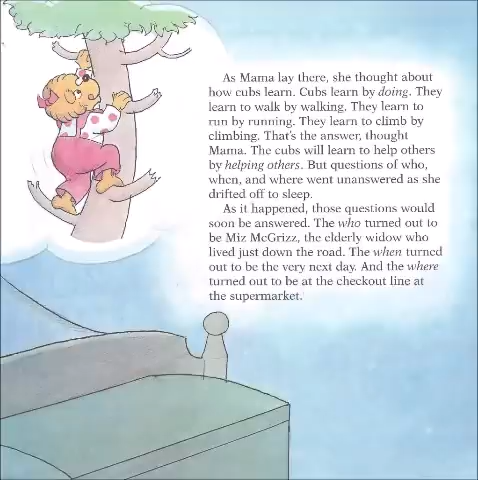 As Mama lay there, she thought about
how cubs learn. Cubs learn by doing. They
learn to walk by walking. They learn to
run by running. They learn to climb by
climbing. That's the answer, thought
Mama. The cubs will learn to help others
by helping others. But questions of who,
when, and where went unanswered as she
drifted off to sleep.
As it happened, those questions would
soon be answered. The who turned out to
be Miz McGrizz, the elderly widow who
lived just down the road. The when turned
out to be the very next day. And the where
turned out to be at the checkout line at
the supermarket.